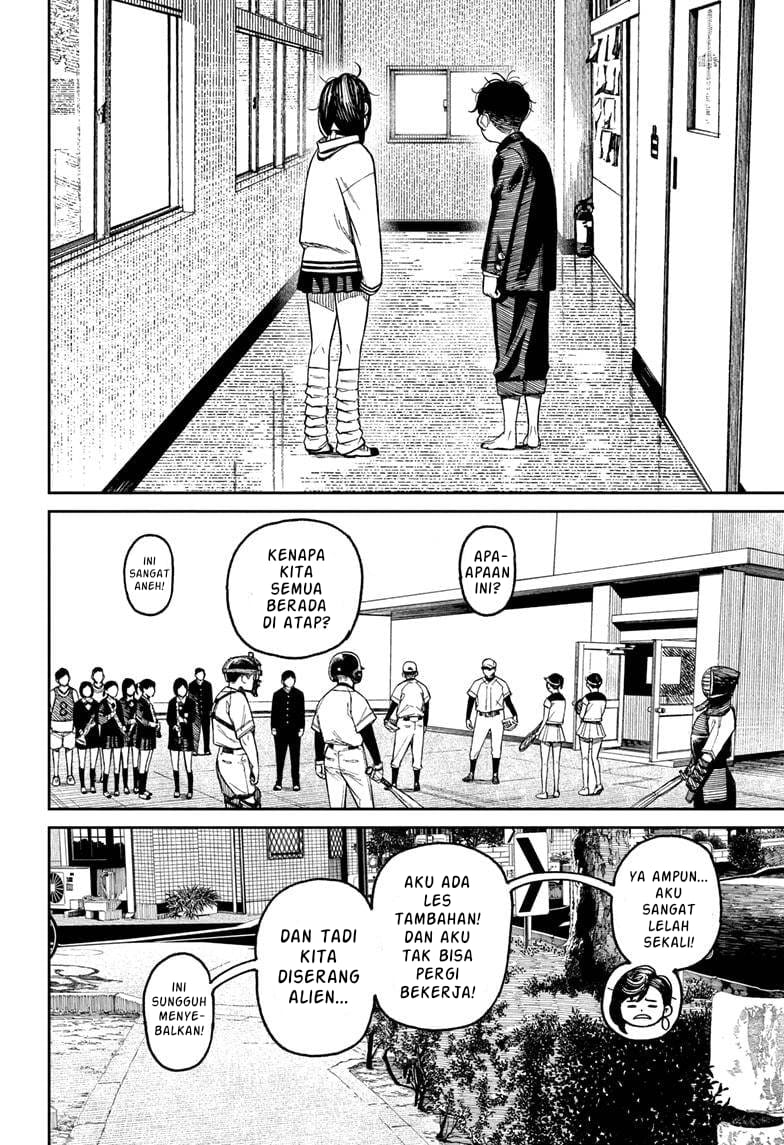 APA-
APAAN
INI?
KENAPA
KITA
SEMUA
BERADA
DI ATAP?
INI
SANGAT
ANEH!
YA AMPUN...
AKU
SANGAT
LELAH
SEKALI!
AKU ADA
LES
TAMBAHAN!
DAN AKU
TAK BISA
PERGI
BEKERJA!
DAN TADI
KITA
DISERANG
ALIEN...
INI
SUNGGUH
MENYE-
BALKAN!